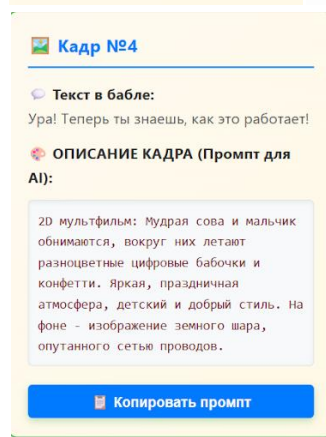 Кадр №4
Текст в бабле:
Ура! Теперь ты знаешь, как это работает!
ОПИСАНИЕ КАДРА (Промпт для
AI):
2D мультфильм: Мудрая сова и мальчик
обнимаются, вокруг них летают
разноцветные цифровые бабочки и
конфетти. Яркая, праздничная
атмосфера, детский и добрый стиль. На
фоне - изображение земного шара,
опутанного сетью проводов.
Копировать промпт